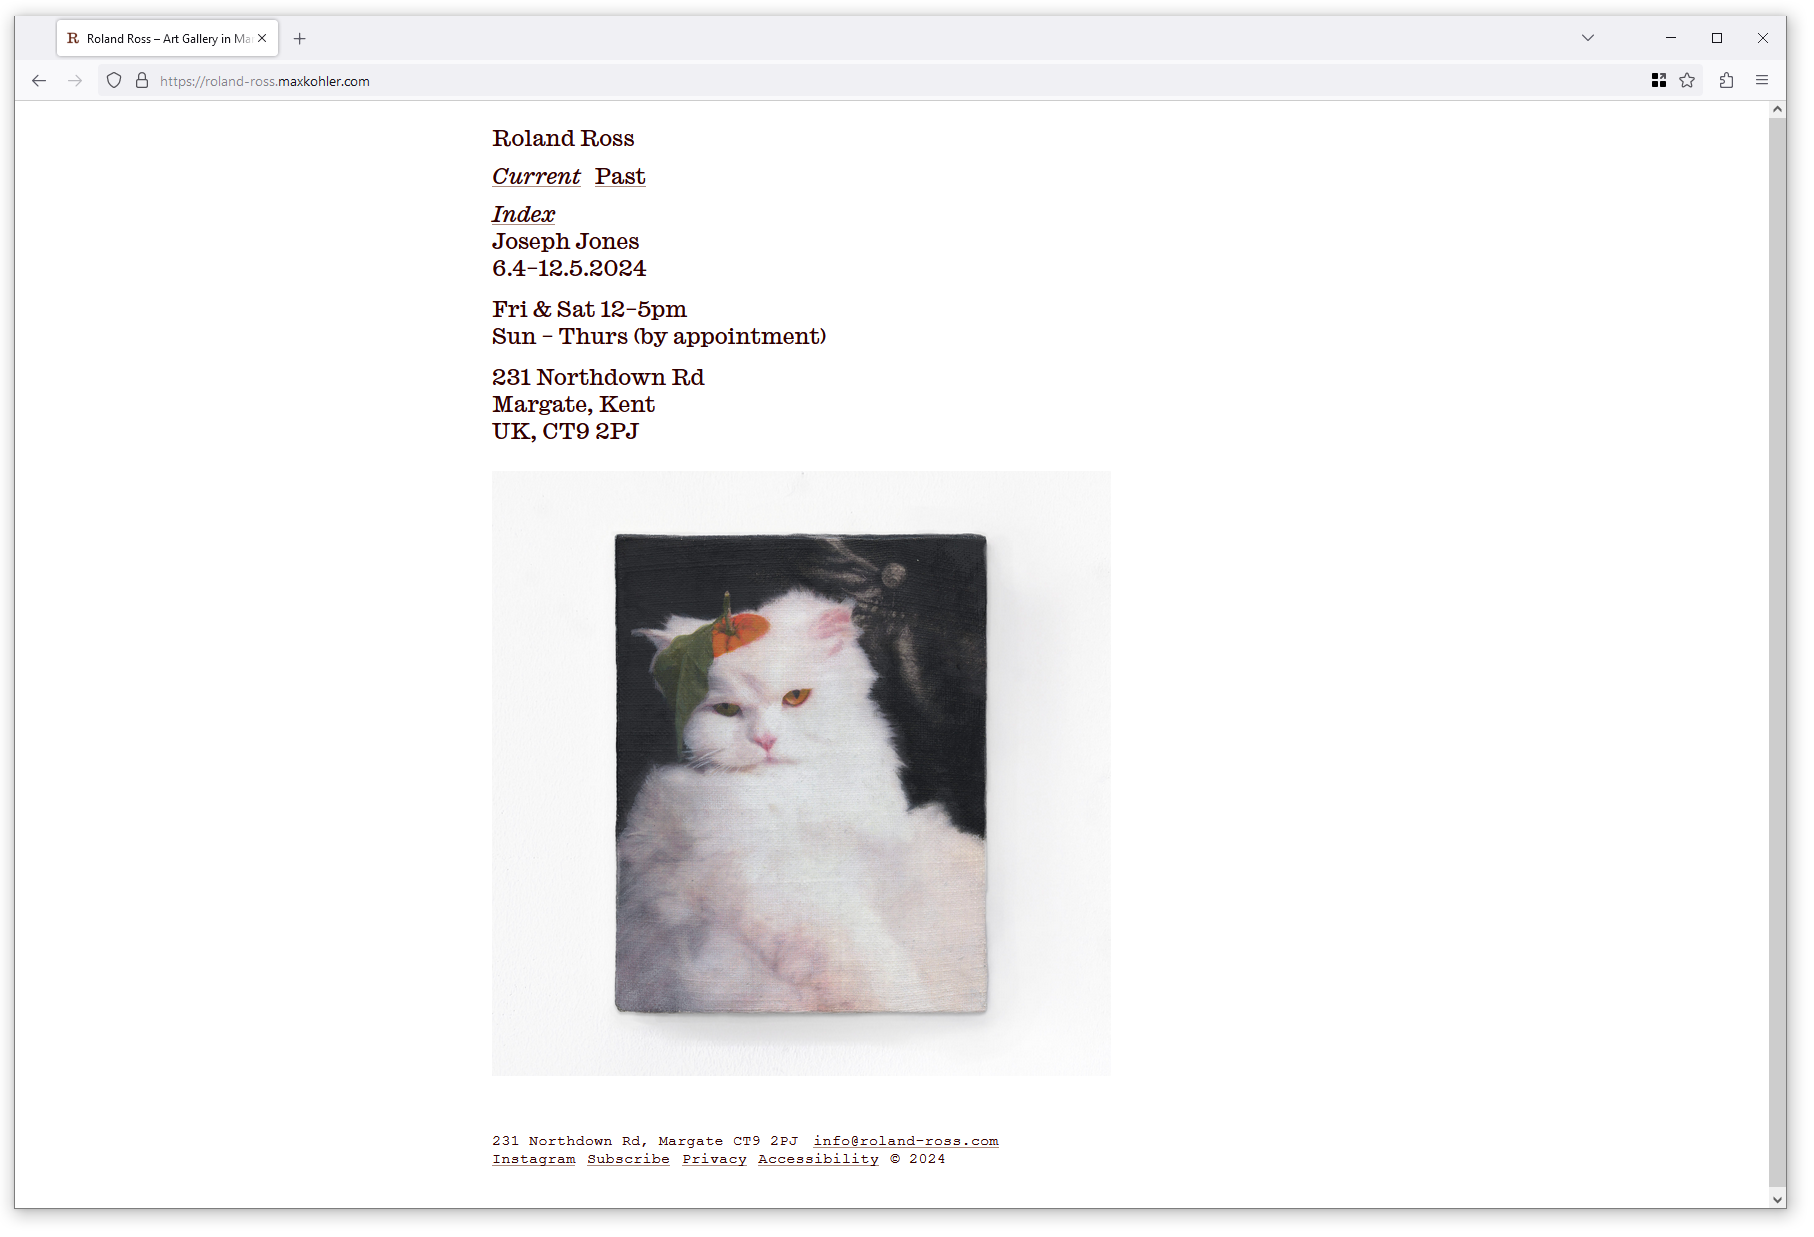 R Roland Ross – Art Gallery in Mar
https://roland-ross.maxkohler.com
Roland Ross
Current Past
Index
Joseph Jones
6.4–12.5.2024
Fri & Sat 12–5pm
Sun – Thurs (by appointment)
231 Northdown Rd
Margate, Kent
UK, CT9 2PJ
231 Northdown Rd, Margate CT9 2PJ info@roland-ross.com
Instagram Subscribe Privacy Accessibility © 2024